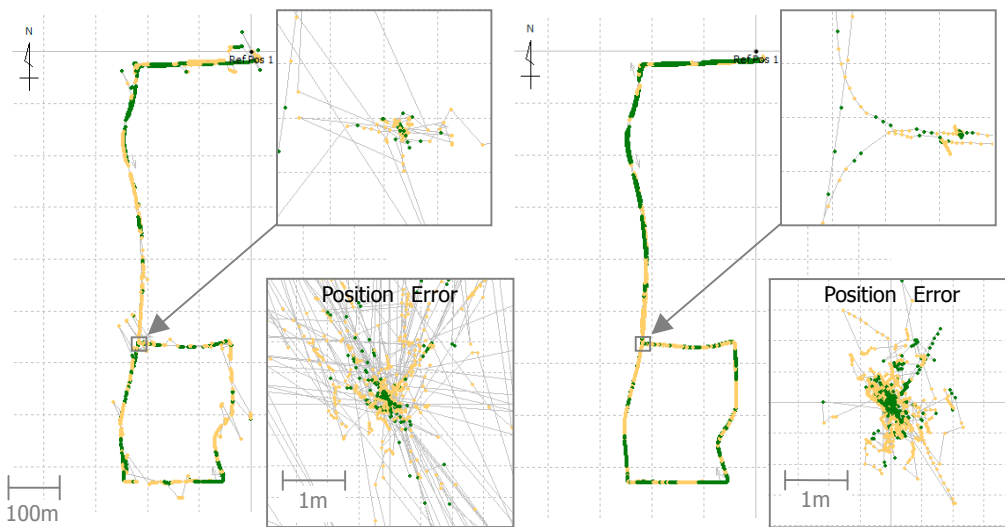 N
Ref Pos 1
Position Error
100m
1m
N
Ref Pos 1
Position Error
1m